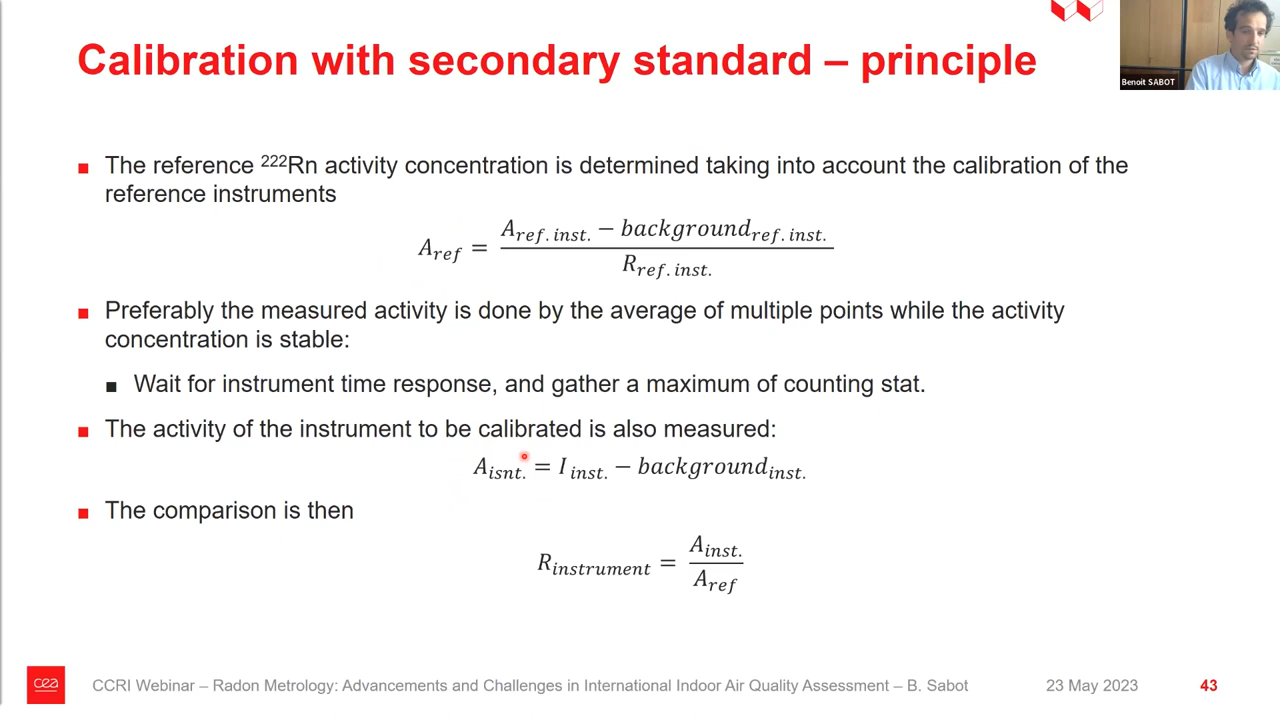 Calibration with secondary standard – principle
Benoit SABOT
■ The reference ²²²Rn activity concentration is determined taking into account the calibration of the
reference instruments
A_ref = (A_ref.inst. − background_ref.inst.) / R_ref.inst.
■ Preferably the measured activity is done by the average of multiple points while the activity
concentration is stable:
■ Wait for instrument time response, and gather a maximum of counting stat.
■ The activity of the instrument to be calibrated is also measured:
A_isnt. = I_inst. − background_inst.
■ The comparison is then
R_instrument = A_inst. / A_ref
cea
CCRI Webinar – Radon Metrology: Advancements and Challenges in International Indoor Air Quality Assessment – B. Sabot
23 May 2023
43